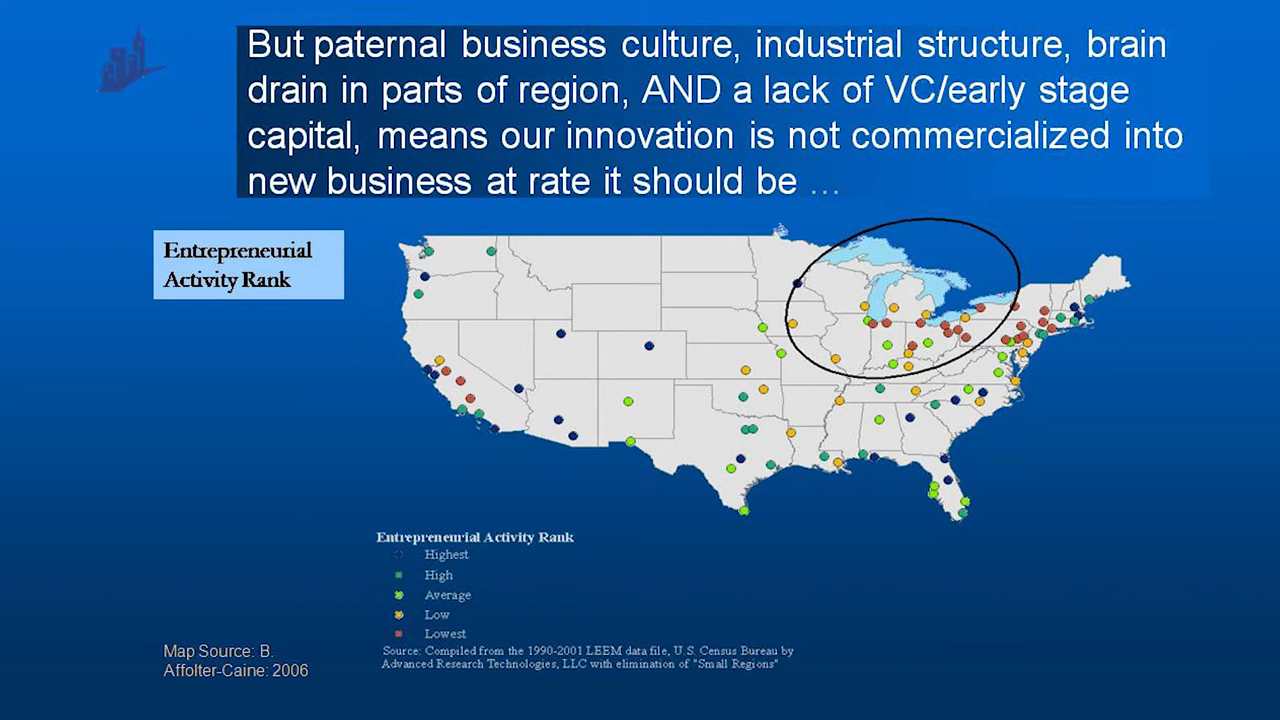 But paternal business culture, industrial structure, brain
drain in parts of region, AND a lack of VC/early stage
capital, means our innovation is not commercialized into
new business at rate it should be ...
Entrepreneurial
Activity Rank
Entrepreneurial Activity Rank
Highest
High
Average
Low
Lowest
Source: Compiled from the 1990-2001 LEEM data file, U.S. Census Bureau by
Advanced Research Technologies, LLC with elimination of "Small Regions"
Map Source: B.
Affolter-Caine: 2006